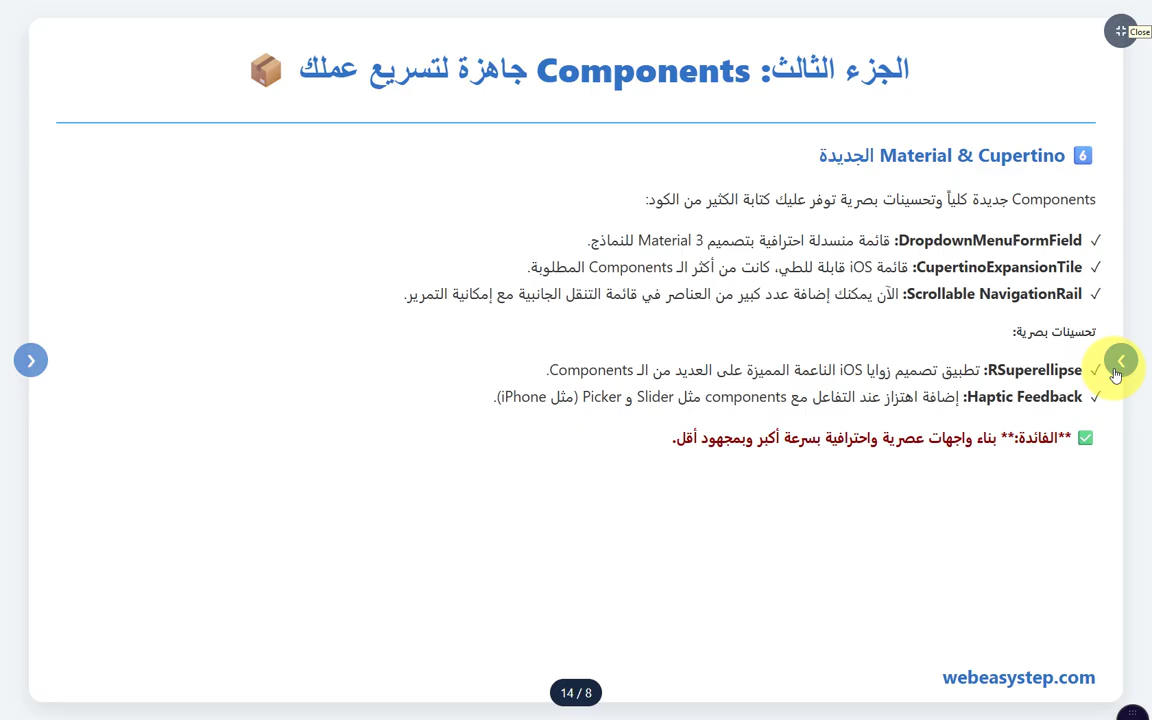 Close
الجزء الثالث: Components جاهزة لتسريع عملك 📦
6 Material & Cupertino الجديدة
Components جديدة كلياً وتحسينات بصرية توفر عليك كتابة الكثير من الكود:
✓ DropdownMenuFormField: قائمة منسدلة احترافية بتصميم Material 3 للنماذج.
✓ CupertinoExpansionTile: قائمة iOS قابلة للطي، كانت من أكثر الـ Components المطلوبة.
✓ Scrollable NavigationRail: الآن يمكنك إضافة عدد كبير من العناصر في قائمة التنقل الجانبية مع إمكانية التمرير.
تحسينات بصرية:
✓ RSuperellipse: تطبيق تصميم زوايا iOS الناعمة المميزة على العديد من الـ Components.
✓ Haptic Feedback: إضافة اهتزاز عند التفاعل مع components مثل Slider و Picker (مثل iPhone).
✅ **الفائدة:** بناء واجهات عصرية واحترافية بسرعة أكبر وبمجهود أقل.
webeasystep.com
14 / 8